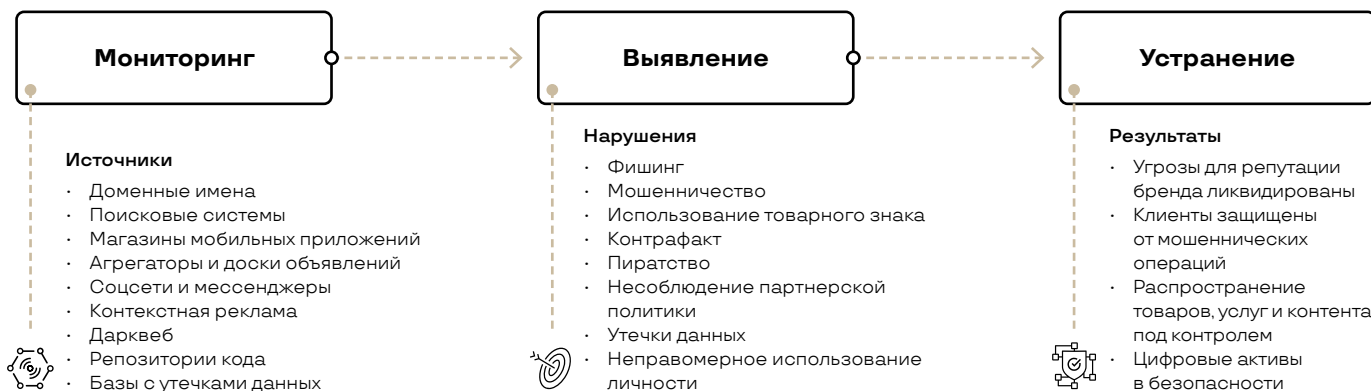 Мониторинг
Источники
· Доменные имена
· Поисковые системы
· Магазины мобильных приложений
· Агрегаторы и доски объявлений
· Соцсети и мессенджеры
· Контекстная реклама
· Дарквеб
· Репозитории кода
· Базы с утечками данных
Выявление
Нарушения
· Фишинг
· Мошенничество
· Использование товарного знака
· Контрафакт
· Пиратство
· Несоблюдение партнерской
политики
· Утечки данных
· Неправомерное использование
личности
Устранение
Результаты
· Угрозы для репутации
бренда ликвидированы
· Клиенты защищены
от мошеннических
операций
· Распространение
товаров, услуг и контента
под контролем
· Цифровые активы
в безопасности